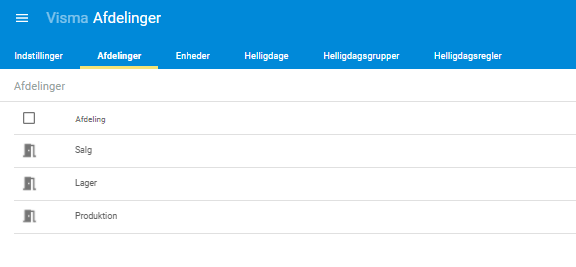 Visma Afdelinger
Indstillinger Afdelinger Enheder Helligdage Helligdagsgrupper Helligdagsregler
Afdelinger
Afdeling
Salg
Lager
Produktion